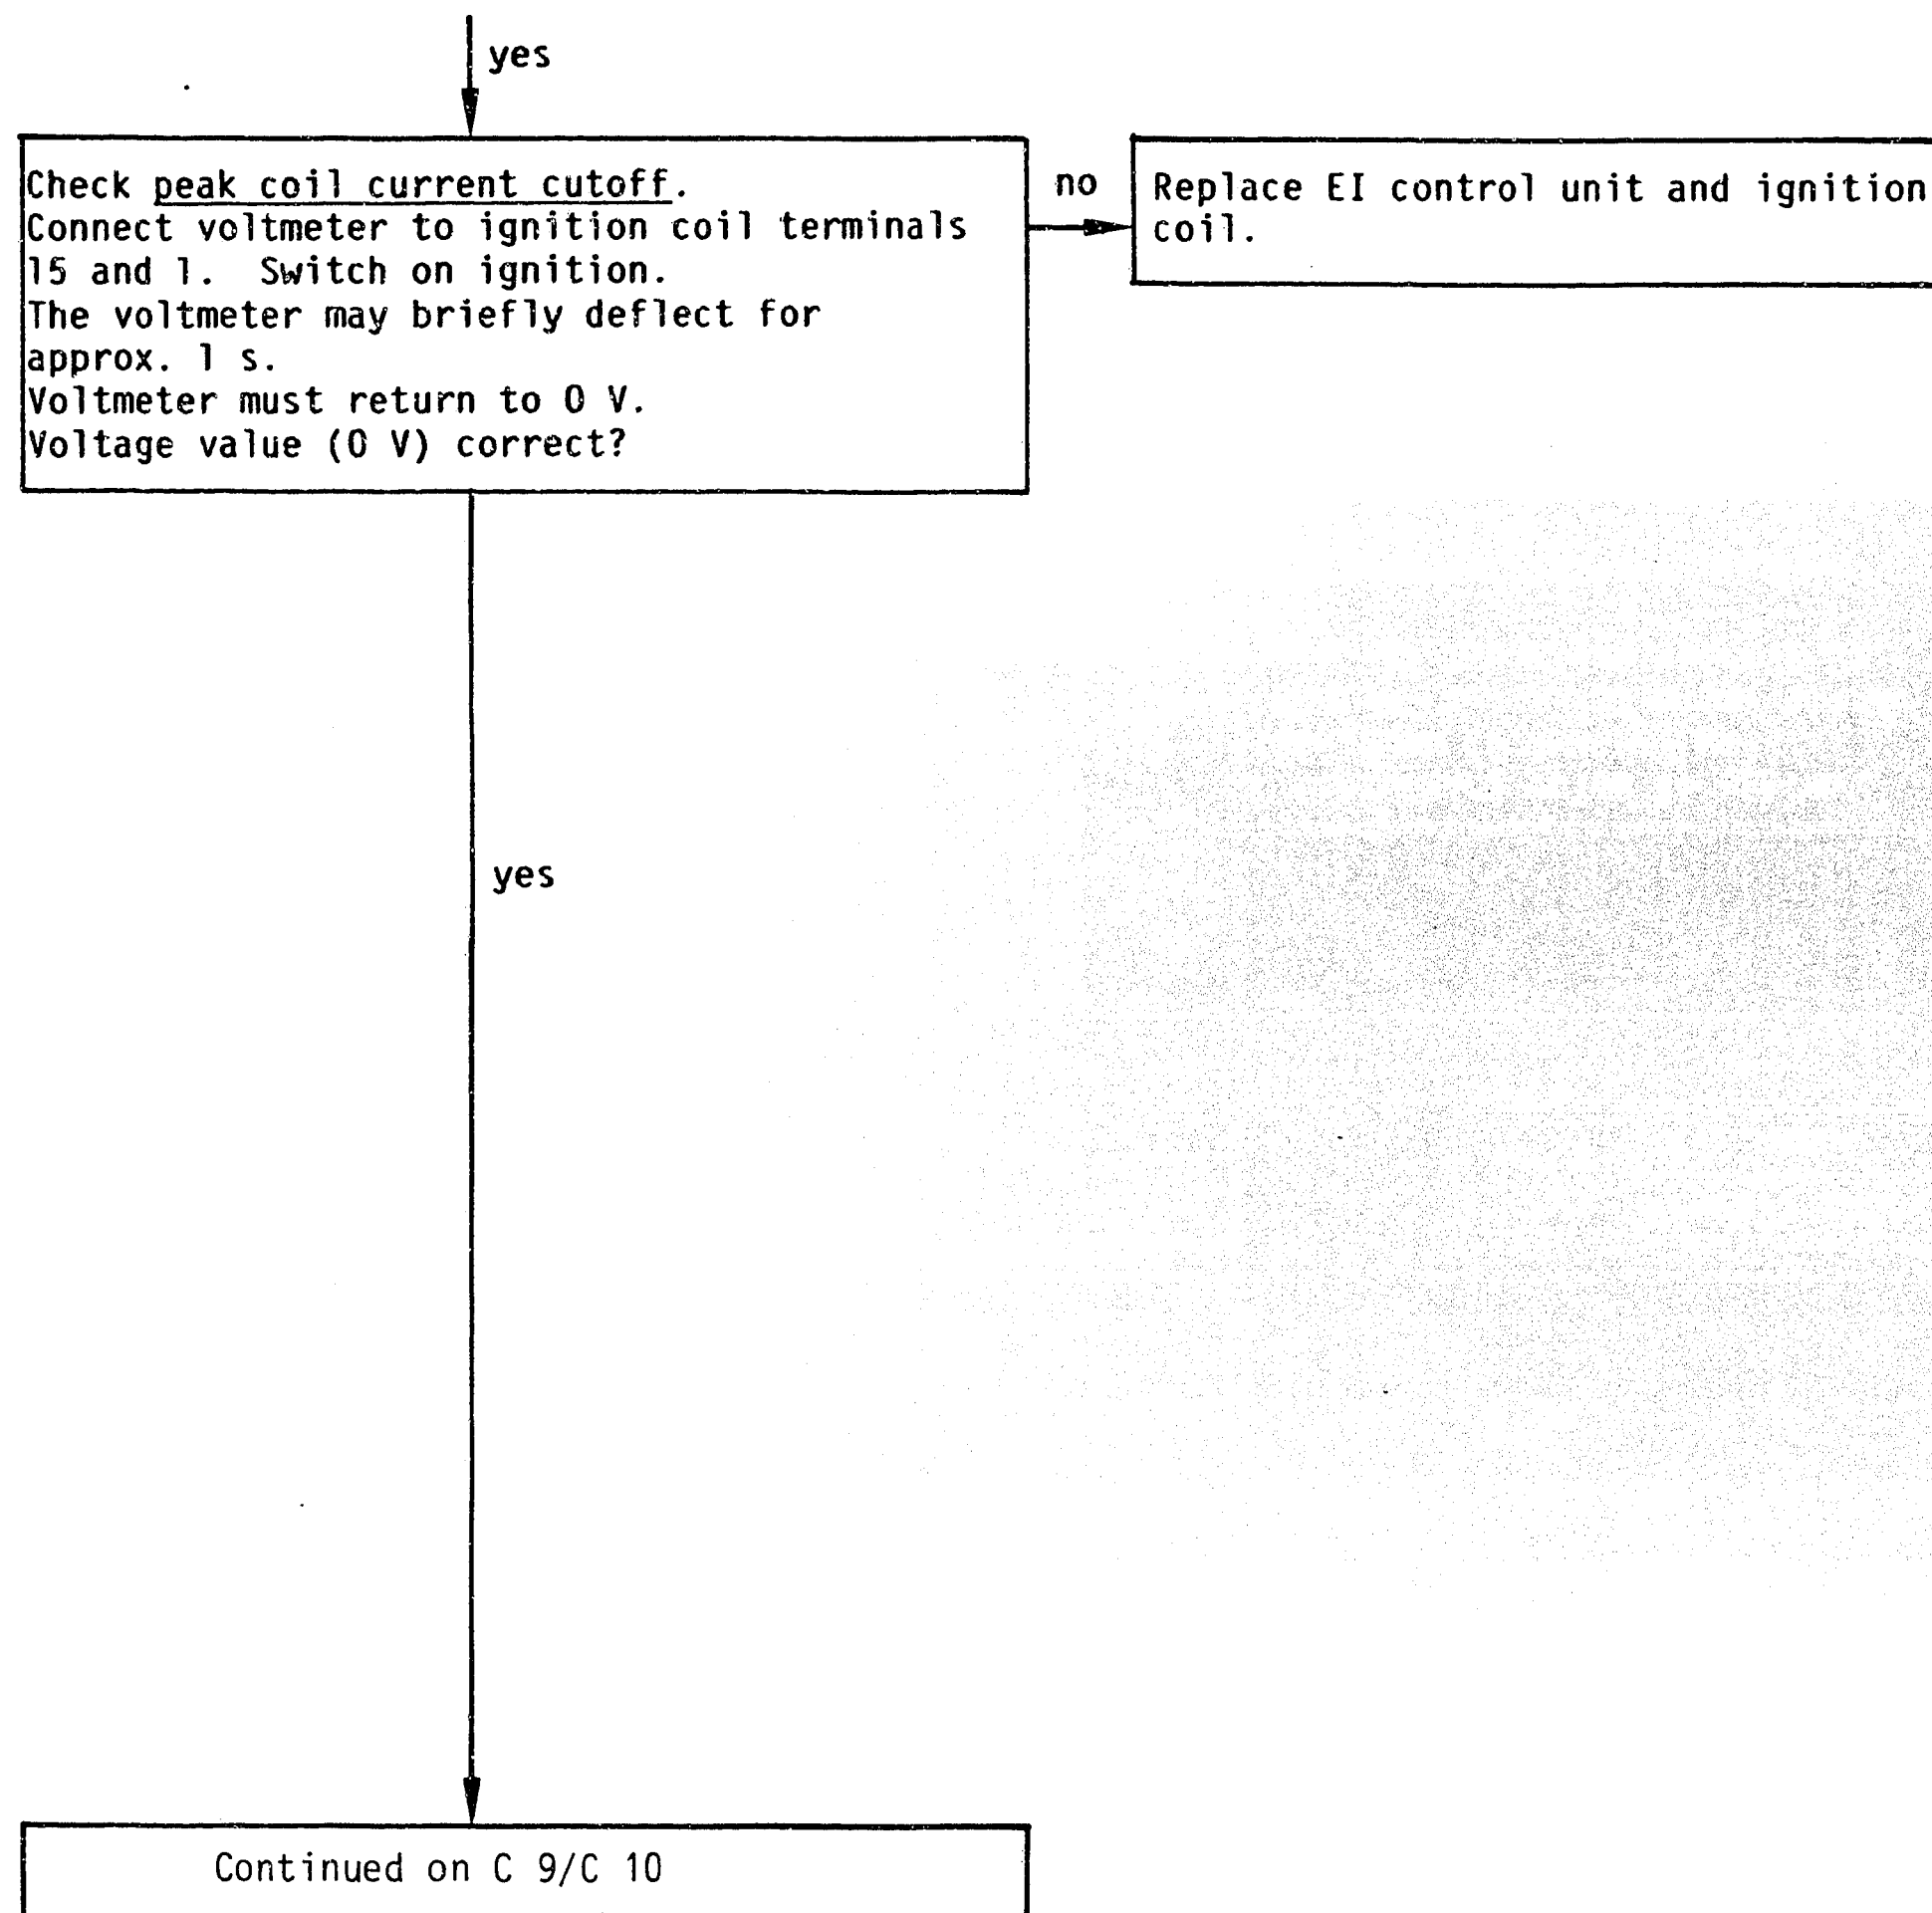 yes
Check peak coil current cutoff.
Connect voltmeter to ignition coil terminals
15 and 1. Switch on ignition.
The voltmeter may briefly deflect for
approx. 1 s.
Voltmeter must return to 0 V.
Voltage value (0 V) correct?
no
Replace EI control unit and ignition
coil.
yes
Continued on C 9/C 10